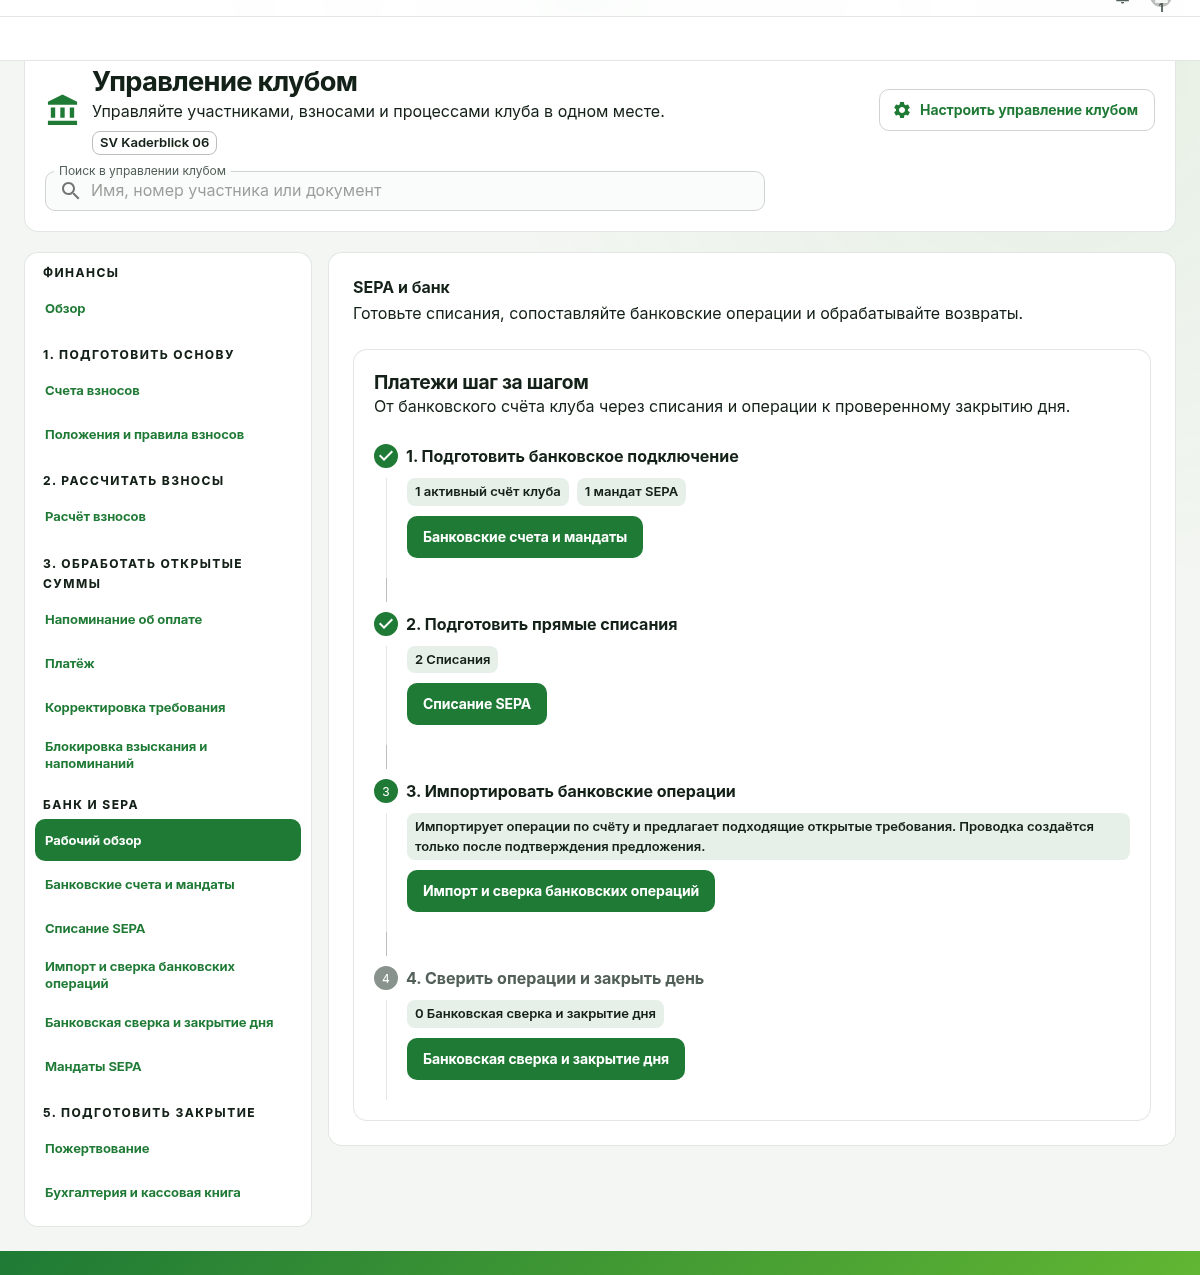 1
Управление клубом
Управляйте участниками, взносами и процессами клуба в одном месте.
SV Kaderblick 06
Настроить управление клубом
Поиск в управлении клубом
Имя, номер участника или документ
ФИНАНСЫ
Обзор
1. ПОДГОТОВИТЬ ОСНОВУ
Счета взносов
Положения и правила взносов
2. РАССЧИТАТЬ ВЗНОСЫ
Расчёт взносов
3. ОБРАБОТАТЬ ОТКРЫТЫЕ
СУММЫ
Напоминание об оплате
Платёж
Корректировка требования
Блокировка взыскания и
напоминаний
БАНК И SEPA
Рабочий обзор
Банковские счета и мандаты
Списание SEPA
Импорт и сверка банковских
операций
Банковская сверка и закрытие дня
Мандаты SEPA
5. ПОДГОТОВИТЬ ЗАКРЫТИЕ
Пожертвование
Бухгалтерия и кассовая книга
SEPA и банк
Готовьте списания, сопоставляйте банковские операции и обрабатывайте возвраты.
Платежи шаг за шагом
От банковского счёта клуба через списания и операции к проверенному закрытию дня.
1. Подготовить банковское подключение
1 активный счёт клуба
1 мандат SEPA
Банковские счета и мандаты
2. Подготовить прямые списания
2 Списания
Списание SEPA
3
3. Импортировать банковские операции
Импортирует операции по счёту и предлагает подходящие открытые требования. Проводка создаётся
только после подтверждения предложения.
Импорт и сверка банковских операций
4
4. Сверить операции и закрыть день
0 Банковская сверка и закрытие дня
Банковская сверка и закрытие дня